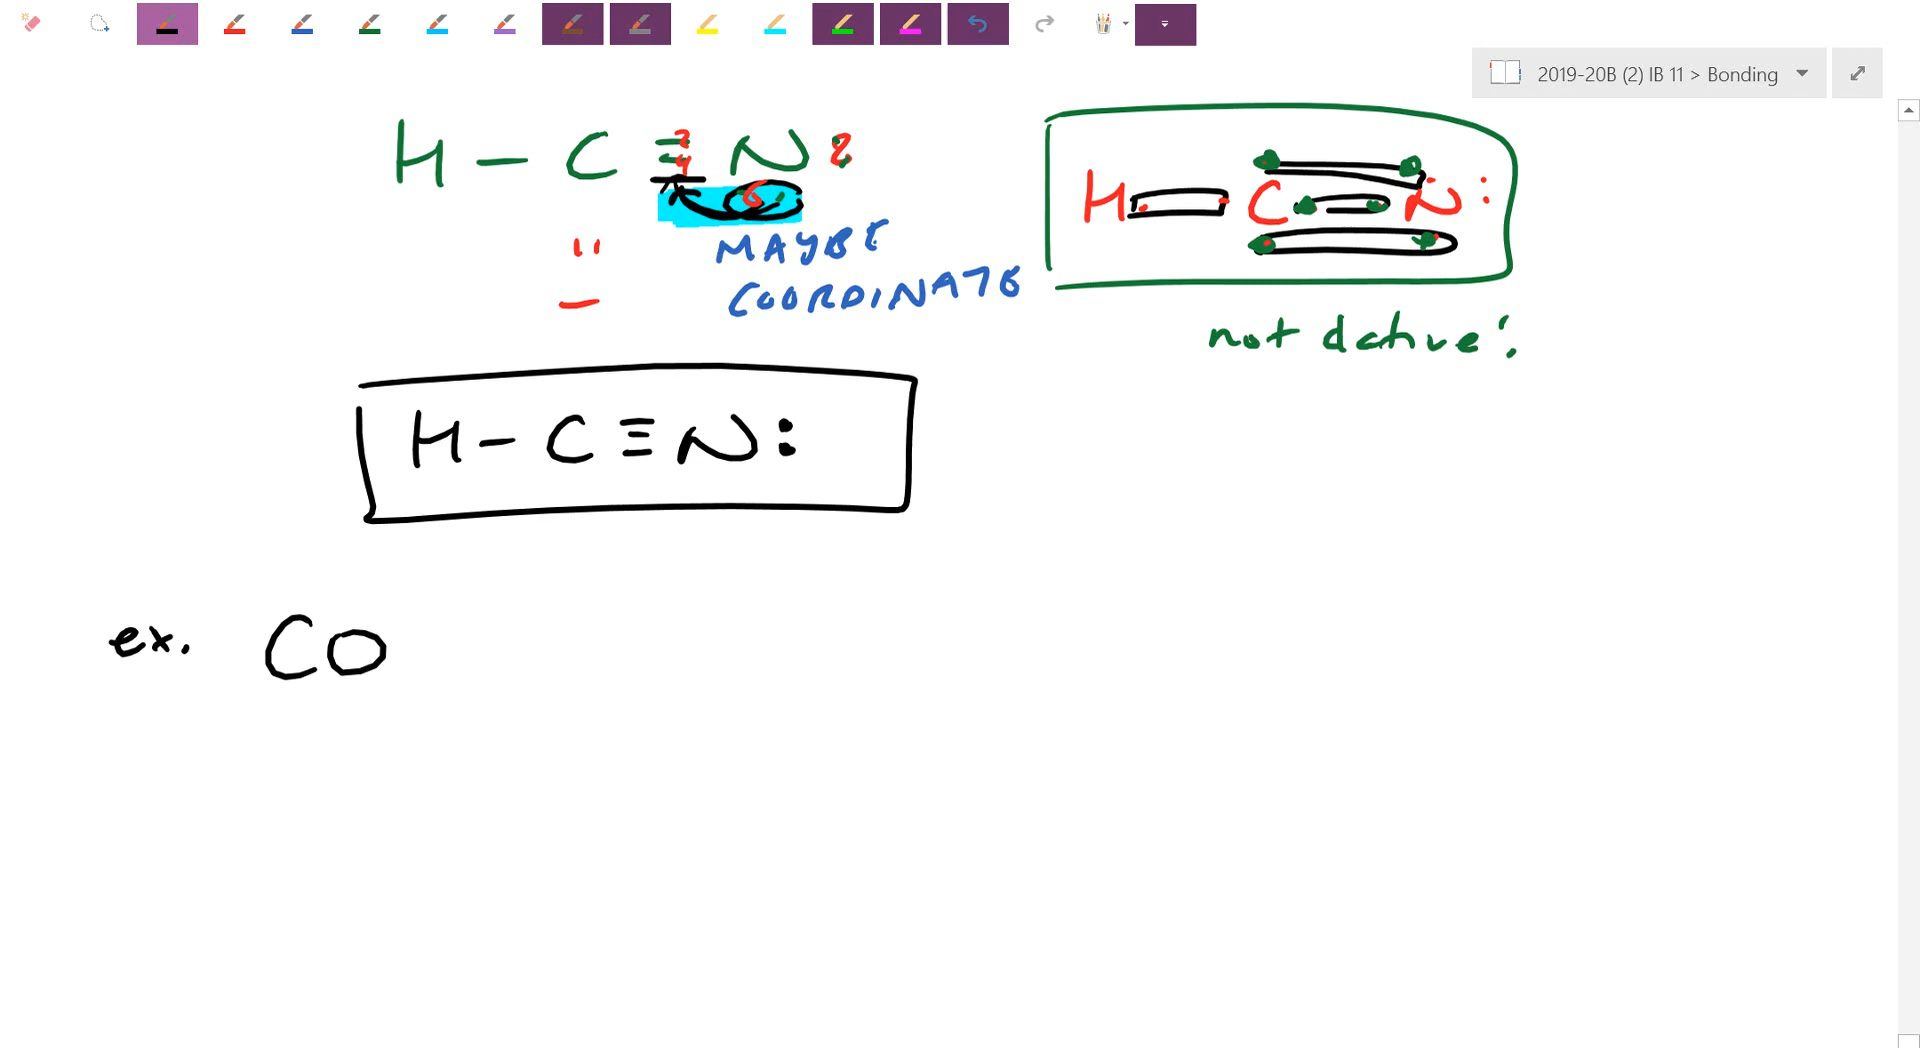 2019-20B (2) IB 11 > Bonding
H - C ≡ N
MAYBE
COORDINATE
H C N:
not dative!
H - C ≡ N:
ex. CO